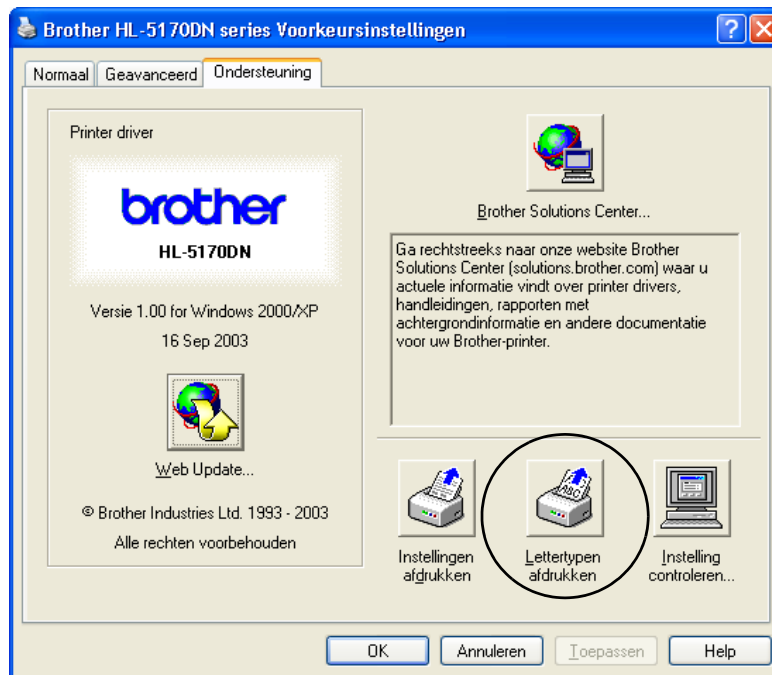 Brother HL-5170DN series Voorkeursinstellingen
Normaal Geavanceerd Ondersteuning
Printer driver
brother
HL-5170DN
Versie 1.00 for Windows 2000/XP
16 Sep 2003
Web Update...
© Brother Industries Ltd. 1993 - 2003
Alle rechten voorbehouden
Brother Solutions Center...
Ga rechtstreeks naar onze website Brother
Solutions Center (solutions.brother.com) waar u
actuele informatie vindt over printer drivers,
handleidingen, rapporten met
achtergrondinformatie en andere documentatie
voor uw Brother-printer.
Instellingen
afdrukken
ABC
Lettertypen
afdrukken
Instelling
controleren...
OK Annuleren Toepassen Help